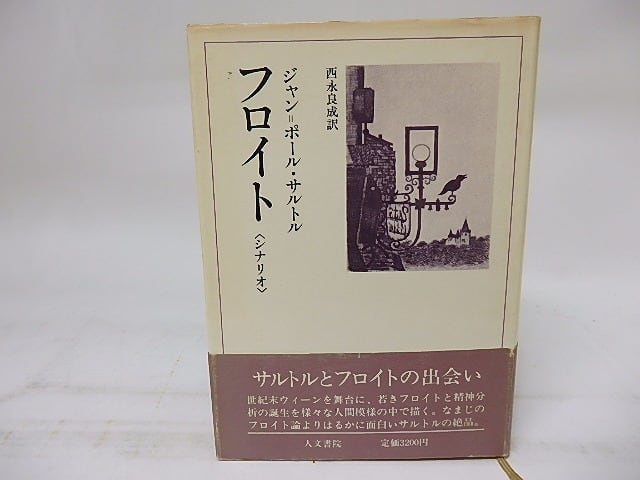 西永良成訳
ジャン=ポール・サルトル
フロイト
〈シナリオ〉
サルトルとフロイトの出会い
世紀末ウィーンを舞台に、若きフロイトと精神分
析の誕生を様々な人間模様の中で描く。なまじの
フロイト論よりはるかに面白いサルトルの絶品。
人文書院 定価3200円